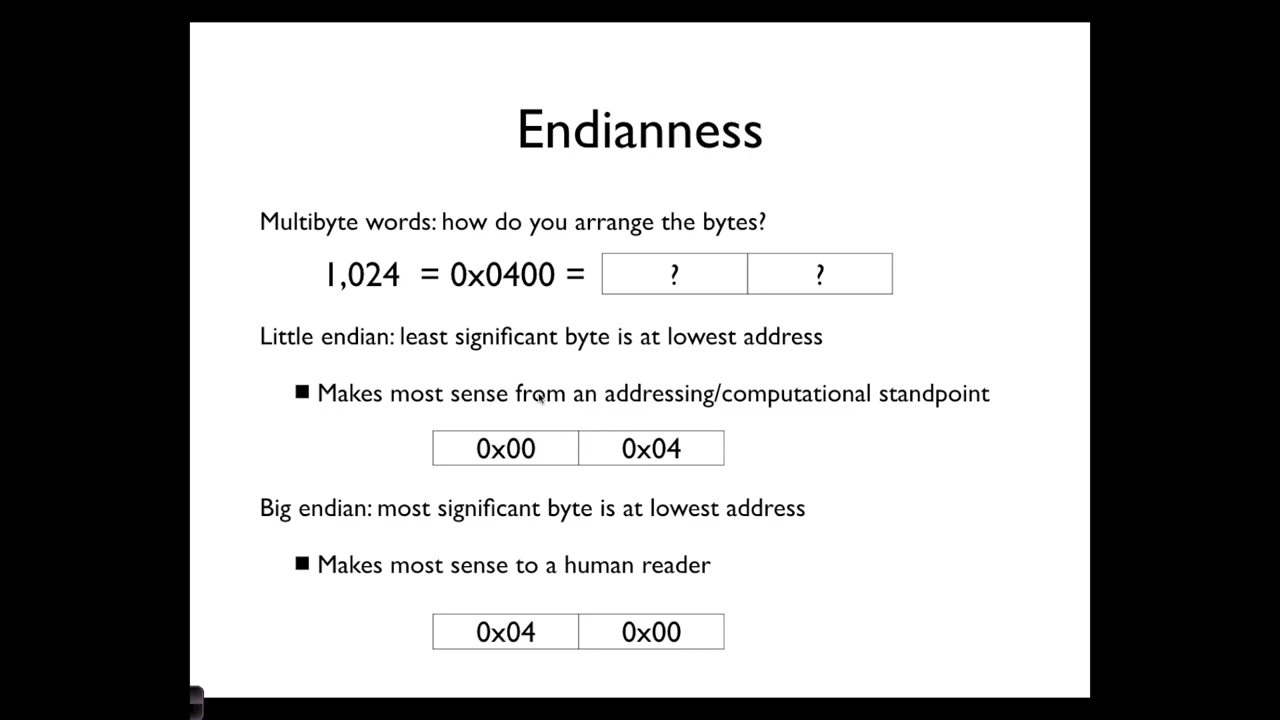 Endianness
Multibyte words: how do you arrange the bytes?
1,024 = 0x0400 = ? ?
Little endian: least significant byte is at lowest address
■ Makes most sense from an addressing/computational standpoint
0x00 0x04
Big endian: most significant byte is at lowest address
■ Makes most sense to a human reader
0x04 0x00